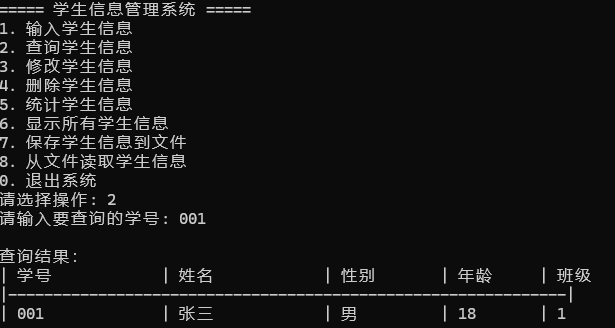 ===== 学生信息管理系统 =====
1. 输入学生信息
2. 查询学生信息
3. 修改学生信息
4. 删除学生信息
5. 统计学生信息
6. 显示所有学生信息
7. 保存学生信息到文件
8. 从文件读取学生信息
0. 退出系统
请选择操作: 2
请输入要查询的学号: 001
查询结果:
| 学号 | 姓名 | 性别 | 年龄 | 班级
|--------------------------------------------------------------|
| 001 | 张三 | 男 | 18 | 1